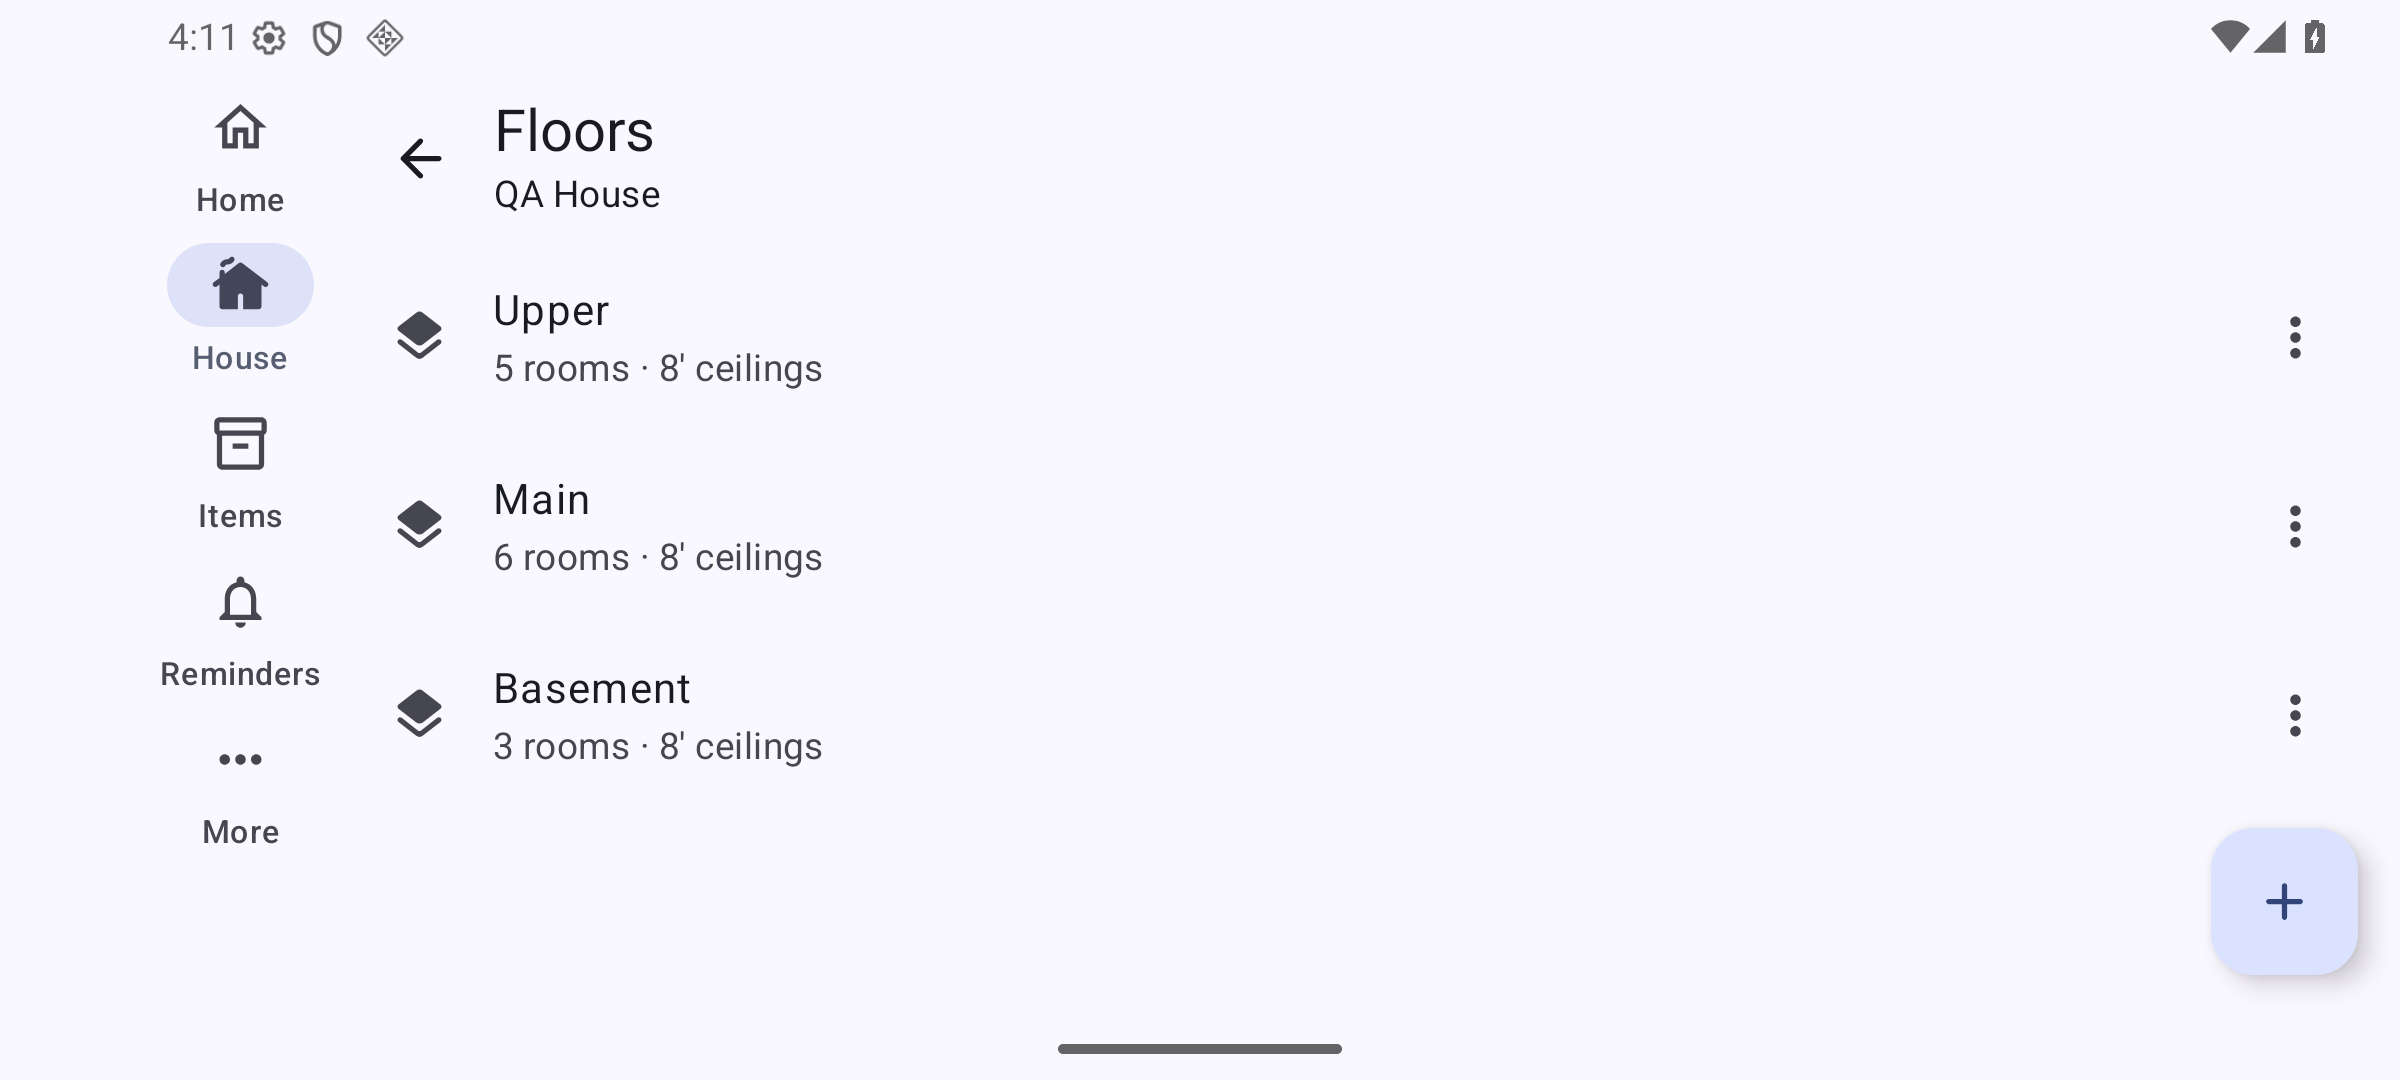 4:11
Home
House
Items
Reminders
More
Floors
QA House
Upper
5 rooms · 8' ceilings
Main
6 rooms · 8' ceilings
Basement
3 rooms · 8' ceilings